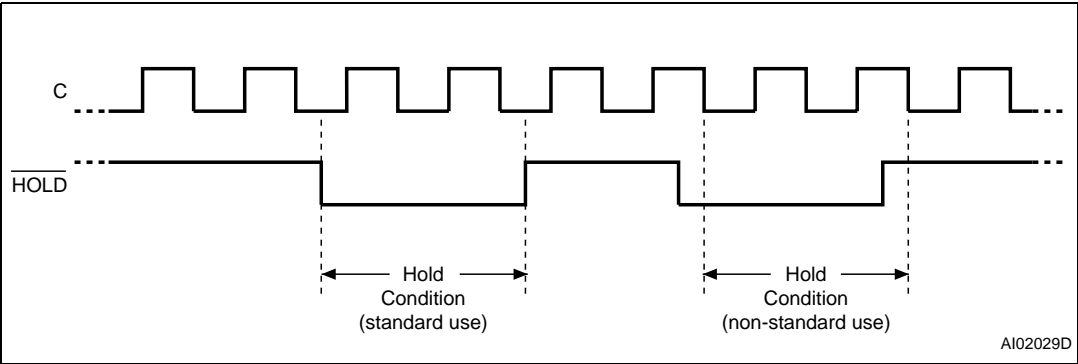 C
HOLD
Hold
Condition
(standard use)
Hold
Condition
(non-standard use)
AI02029D